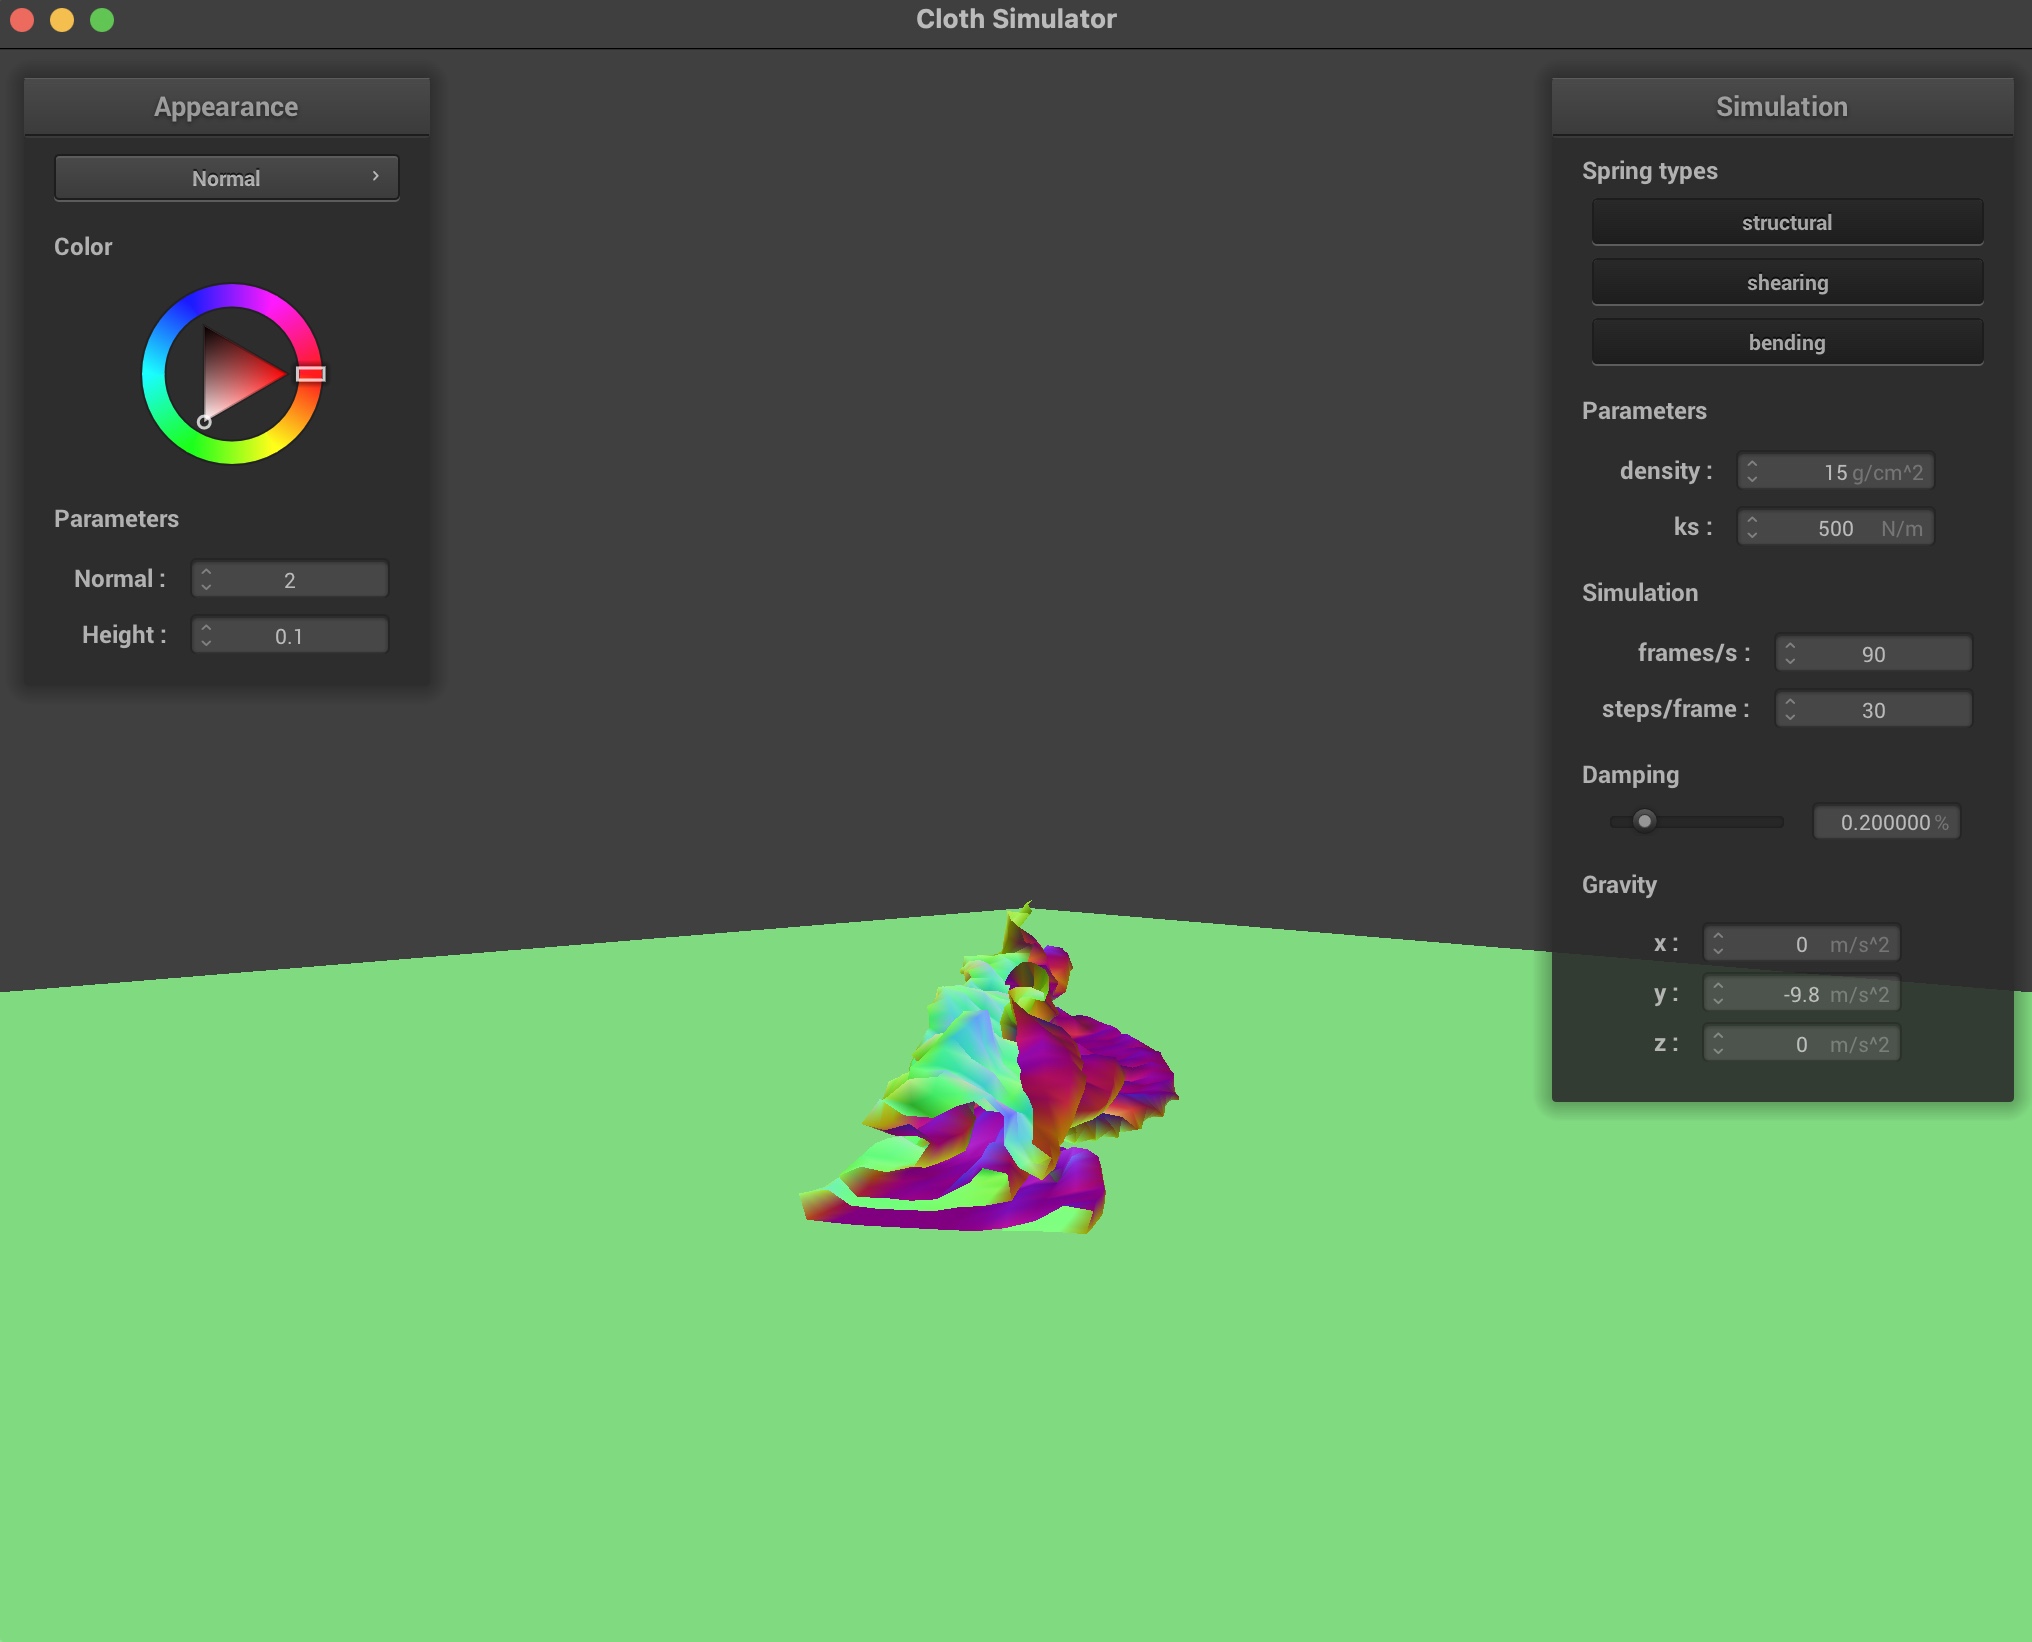 Cloth Simulator
Appearance
Normal
Color
Parameters
Normal : 2
Height : 0.1
Simulation
Spring types
structural
shearing
bending
Parameters
density : 15 g/cm^2
ks : 500 N/m
Simulation
frames/s : 90
steps/frame : 30
Damping
0.200000 %
Gravity
x : 0 m/s^2
y : -9.8 m/s^2
z : 0 m/s^2